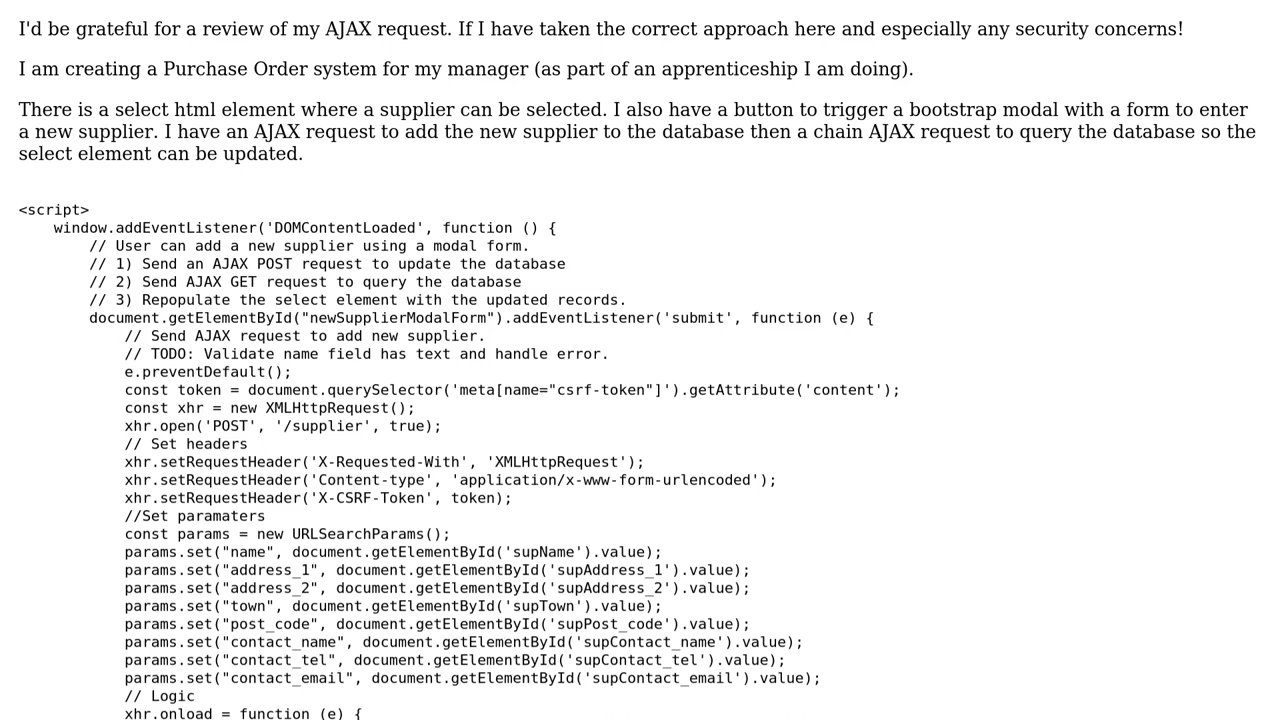 I'd be grateful for a review of my AJAX request. If I have taken the correct approach here and especially any security concerns!
I am creating a Purchase Order system for my manager (as part of an apprenticeship I am doing).
There is a select html element where a supplier can be selected. I also have a button to trigger a bootstrap modal with a form to enter
a new supplier. I have an AJAX request to add the new supplier to the database then a chain AJAX request to query the database so the
select element can be updated.
<script>
    window.addEventListener('DOMContentLoaded', function () {
        // User can add a new supplier using a modal form.
        // 1) Send an AJAX POST request to update the database
        // 2) Send AJAX GET request to query the database
        // 3) Repopulate the select element with the updated records.
        document.getElementById("newSupplierModalForm").addEventListener('submit', function (e) {
            // Send AJAX request to add new supplier.
            // TODO: Validate name field has text and handle error.
            e.preventDefault();
            const token = document.querySelector('meta[name="csrf-token"]').getAttribute('content');
            const xhr = new XMLHttpRequest();
            xhr.open('POST', '/supplier', true);
            // Set headers
            xhr.setRequestHeader('X-Requested-With', 'XMLHttpRequest');
            xhr.setRequestHeader('Content-type', 'application/x-www-form-urlencoded');
            xhr.setRequestHeader('X-CSRF-Token', token);
            //Set paramaters
            const params = new URLSearchParams();
            params.set("name", document.getElementById('supName').value);
            params.set("address_1", document.getElementById('supAddress_1').value);
            params.set("address_2", document.getElementById('supAddress_2').value);
            params.set("town", document.getElementById('supTown').value);
            params.set("post_code", document.getElementById('supPost_code').value);
            params.set("contact_name", document.getElementById('supContact_name').value);
            params.set("contact_tel", document.getElementById('supContact_tel').value);
            params.set("contact_email", document.getElementById('supContact_email').value);
            // Logic
            xhr.onload = function (e) {